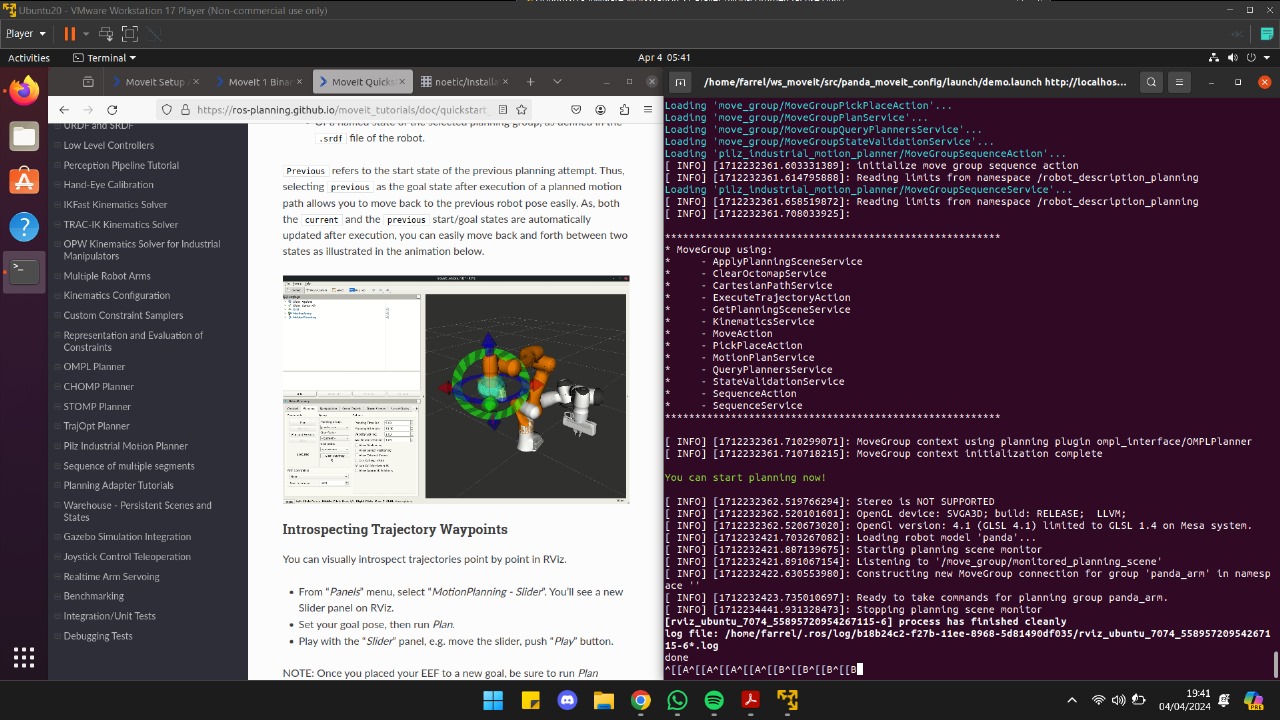 Ubuntu20 - VMware Workstation 17 Player (Non-commercial use only)
Player
Activities
Terminal
Apr 4 05:41
MoveIt Setup
MoveIt 1 Binar
MoveIt Quicks
noetic/Installa
/home/farrel/ws_moveit/src/panda_moveit_config/launch/demo.launch http://localhos...
https://ros-planning.github.io/moveit_tutorials/doc/quickstart
URDF and SRDF
Low Level Controllers
Perception Pipeline Tutorial
Hand-Eye Calibration
IKFast Kinematics Solver
TRAC-IK Kinematics Solver
OPW Kinematics Solver for Industrial
Manipulators
Multiple Robot Arms
Kinematics Configuration
Custom Constraint Samplers
Representation and Evaluation of
Constraints
OMPL Planner
CHOMP Planner
STOMP Planner
TrajOpt Planner
Pilz Industrial Motion Planner
Sequence of multiple segments
Planning Adapter Tutorials
Warehouse - Persistent Scenes and
States
Gazebo Simulation Integration
Joystick Control Teleoperation
Realtime Arm Servoing
Benchmarking
Integration/Unit Tests
Debugging Tests
Or a named state of the selected planning group, as defined in the
.srdf file of the robot.
Previous refers to the start state of the previous planning attempt. Thus,
selecting previous as the goal state after execution of a planned motion
path allows you to move back to the previous robot pose easily. As, both
the current and the previous start/goal states are automatically
updated after execution, you can easily move back and forth between two
states as illustrated in the animation below.
Introspecting Trajectory Waypoints
You can visually introspect trajectories point by point in RViz.
• From “Panels” menu, select “MotionPlanning - Slider”. You’ll see a new
Slider panel on RViz.
• Set your goal pose, then run Plan.
• Play with the “Slider” panel, e.g. move the slider, push “Play” button.
NOTE: Once you placed your EEF to a new goal, be sure to run Plan
Loading 'move_group/MoveGroupPickPlaceAction'...
Loading 'move_group/MoveGroupPlanService'...
Loading 'move_group/MoveGroupQueryPlannersService'...
Loading 'move_group/MoveGroupStateValidationService'...
Loading 'pilz_industrial_motion_planner/MoveGroupSequenceAction'...
[ INFO] [1712232361.603331389]: initialize move group sequence action
[ INFO] [1712232361.614795888]: Reading limits from namespace /robot_description_planning
Loading 'pilz_industrial_motion_planner/MoveGroupSequenceService'...
[ INFO] [1712232361.658519872]: Reading limits from namespace /robot_description_planning
[ INFO] [1712232361.708033925]:
********************************************************
* MoveGroup using:
*     - ApplyPlanningSceneService
*     - ClearOctomapService
*     - CartesianPathService
*     - ExecuteTrajectoryAction
*     - GetPlanningSceneService
*     - KinematicsService
*     - MoveAction
*     - PickPlaceAction
*     - MotionPlanService
*     - QueryPlannersService
*     - StateValidationService
*     - SequenceAction
*     - SequenceService
********************************************************
[ INFO] [1712232361.710299071]: MoveGroup context using planning plugin ompl_interface/OMPLPlanner
[ INFO] [1712232361.710328215]: MoveGroup context initialization complete
You can start planning now!
[ INFO] [1712232362.519765294]: Stereo is NOT SUPPORTED
[ INFO] [1712232362.520101601]: OpenGL device: SVGA3D; build: RELEASE;  LLVM;
[ INFO] [1712232362.520673020]: OpenGl version: 4.1 (GLSL 4.1) limited to GLSL 1.4 on Mesa system.
[ INFO] [1712232421.703267082]: Loading robot model 'panda'...
[ INFO] [1712232421.887139675]: Starting planning scene monitor
[ INFO] [1712232421.891067154]: Listening to '/move_group/monitored_planning_scene'
[ INFO] [1712232422.630553980]: Constructing new MoveGroup connection for group 'panda_arm' in namesp
ace ''
[ INFO] [1712232423.735010697]: Ready to take commands for planning group panda_arm.
[ INFO] [1712234441.931328473]: Stopping planning scene monitor
[rviz_ubuntu_7074_5589572095426711​5-6] process has finished cleanly
log file: /home/farrel/.ros/log/b18b24c2-f27b-11ee-8968-5d81490df035/rviz_ubuntu_7074_558957209542671
15-6*.log
done
^[[A^[[A^[[A^[[A^[[B^[[B^[[B^[[B
19:41
04/04/2024
PRE